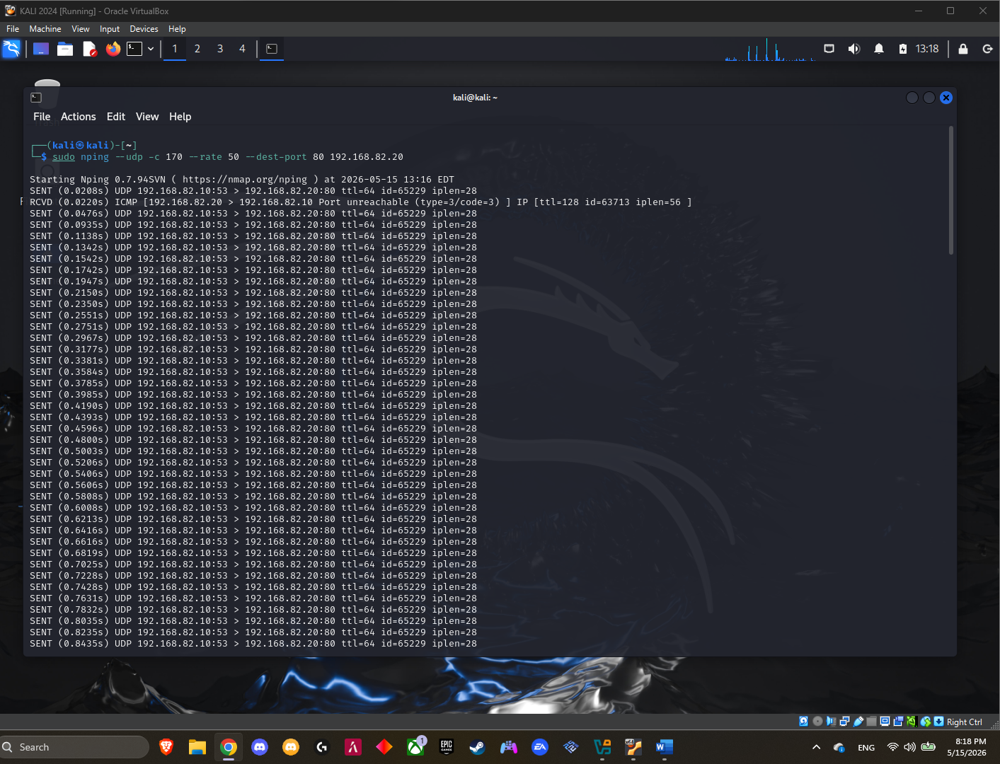 KALI 2024 [Running] - Oracle VirtualBox
File Machine View Input Devices Help
1 2 3 4 13:18
kali@kali: ~
File Actions Edit View Help
┌──(kali㉿kali)-[~]
└─$ sudo nping --udp -c 170 --rate 50 --dest-port 80 192.168.82.20
Starting Nping 0.7.94SVN ( https://nmap.org/nping ) at 2026-05-15 13:16 EDT
SENT (0.0208s) UDP 192.168.82.10:53 > 192.168.82.20:80 ttl=64 id=65229 iplen=28
RCVD (0.0220s) ICMP [192.168.82.20 > 192.168.82.10 Port unreachable (type=3/code=3) ] IP [ttl=128 id=63713 iplen=56 ]
SENT (0.0476s) UDP 192.168.82.10:53 > 192.168.82.20:80 ttl=64 id=65229 iplen=28
SENT (0.0935s) UDP 192.168.82.10:53 > 192.168.82.20:80 ttl=64 id=65229 iplen=28
SENT (0.1138s) UDP 192.168.82.10:53 > 192.168.82.20:80 ttl=64 id=65229 iplen=28
SENT (0.1342s) UDP 192.168.82.10:53 > 192.168.82.20:80 ttl=64 id=65229 iplen=28
SENT (0.1542s) UDP 192.168.82.10:53 > 192.168.82.20:80 ttl=64 id=65229 iplen=28
SENT (0.1742s) UDP 192.168.82.10:53 > 192.168.82.20:80 ttl=64 id=65229 iplen=28
SENT (0.1947s) UDP 192.168.82.10:53 > 192.168.82.20:80 ttl=64 id=65229 iplen=28
SENT (0.2150s) UDP 192.168.82.10:53 > 192.168.82.20:80 ttl=64 id=65229 iplen=28
SENT (0.2350s) UDP 192.168.82.10:53 > 192.168.82.20:80 ttl=64 id=65229 iplen=28
SENT (0.2551s) UDP 192.168.82.10:53 > 192.168.82.20:80 ttl=64 id=65229 iplen=28
SENT (0.2751s) UDP 192.168.82.10:53 > 192.168.82.20:80 ttl=64 id=65229 iplen=28
SENT (0.2967s) UDP 192.168.82.10:53 > 192.168.82.20:80 ttl=64 id=65229 iplen=28
SENT (0.3177s) UDP 192.168.82.10:53 > 192.168.82.20:80 ttl=64 id=65229 iplen=28
SENT (0.3381s) UDP 192.168.82.10:53 > 192.168.82.20:80 ttl=64 id=65229 iplen=28
SENT (0.3584s) UDP 192.168.82.10:53 > 192.168.82.20:80 ttl=64 id=65229 iplen=28
SENT (0.3785s) UDP 192.168.82.10:53 > 192.168.82.20:80 ttl=64 id=65229 iplen=28
SENT (0.3985s) UDP 192.168.82.10:53 > 192.168.82.20:80 ttl=64 id=65229 iplen=28
SENT (0.4190s) UDP 192.168.82.10:53 > 192.168.82.20:80 ttl=64 id=65229 iplen=28
SENT (0.4393s) UDP 192.168.82.10:53 > 192.168.82.20:80 ttl=64 id=65229 iplen=28
SENT (0.4596s) UDP 192.168.82.10:53 > 192.168.82.20:80 ttl=64 id=65229 iplen=28
SENT (0.4800s) UDP 192.168.82.10:53 > 192.168.82.20:80 ttl=64 id=65229 iplen=28
SENT (0.5003s) UDP 192.168.82.10:53 > 192.168.82.20:80 ttl=64 id=65229 iplen=28
SENT (0.5206s) UDP 192.168.82.10:53 > 192.168.82.20:80 ttl=64 id=65229 iplen=28
SENT (0.5406s) UDP 192.168.82.10:53 > 192.168.82.20:80 ttl=64 id=65229 iplen=28
SENT (0.5606s) UDP 192.168.82.10:53 > 192.168.82.20:80 ttl=64 id=65229 iplen=28
SENT (0.5808s) UDP 192.168.82.10:53 > 192.168.82.20:80 ttl=64 id=65229 iplen=28
SENT (0.6008s) UDP 192.168.82.10:53 > 192.168.82.20:80 ttl=64 id=65229 iplen=28
SENT (0.6213s) UDP 192.168.82.10:53 > 192.168.82.20:80 ttl=64 id=65229 iplen=28
SENT (0.6416s) UDP 192.168.82.10:53 > 192.168.82.20:80 ttl=64 id=65229 iplen=28
SENT (0.6616s) UDP 192.168.82.10:53 > 192.168.82.20:80 ttl=64 id=65229 iplen=28
SENT (0.6819s) UDP 192.168.82.10:53 > 192.168.82.20:80 ttl=64 id=65229 iplen=28
SENT (0.7025s) UDP 192.168.82.10:53 > 192.168.82.20:80 ttl=64 id=65229 iplen=28
SENT (0.7228s) UDP 192.168.82.10:53 > 192.168.82.20:80 ttl=64 id=65229 iplen=28
SENT (0.7428s) UDP 192.168.82.10:53 > 192.168.82.20:80 ttl=64 id=65229 iplen=28
SENT (0.7631s) UDP 192.168.82.10:53 > 192.168.82.20:80 ttl=64 id=65229 iplen=28
SENT (0.7832s) UDP 192.168.82.10:53 > 192.168.82.20:80 ttl=64 id=65229 iplen=28
SENT (0.8035s) UDP 192.168.82.10:53 > 192.168.82.20:80 ttl=64 id=65229 iplen=28
SENT (0.8235s) UDP 192.168.82.10:53 > 192.168.82.20:80 ttl=64 id=65229 iplen=28
SENT (0.8435s) UDP 192.168.82.10:53 > 192.168.82.20:80 ttl=64 id=65229 iplen=28
Right Ctrl
Search
1
EPIC GAMES
EA
ENG
8:18 PM
5/15/2026